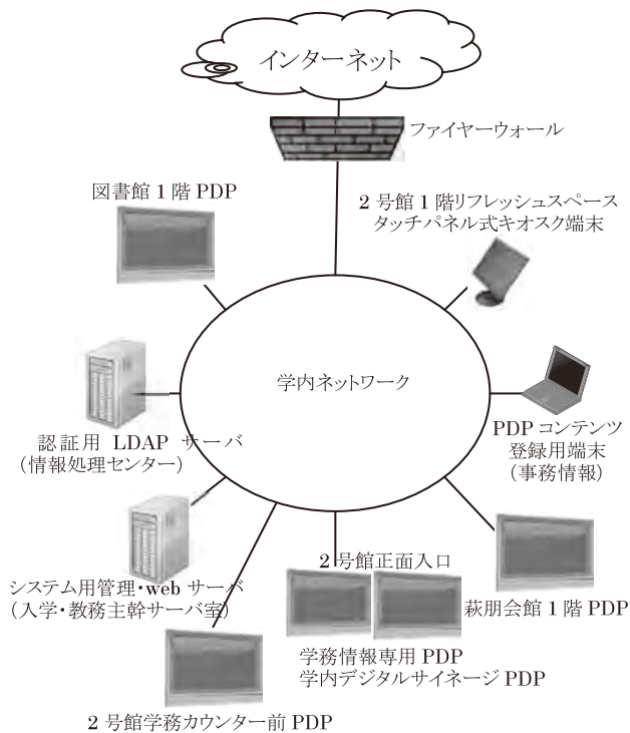 インターネット
ファイヤーウォール
図書館 1 階 PDP
2 号館 1 階リフレッシュスペース
タッチパネル式キオスク端末
学内ネットワーク
認証用 LDAP サーバ
（情報処理センター）
PDP コンテンツ
登録用端末
（事務情報）
システム用管理・web サーバ
（入学・教務主幹サーバ室）
2 号館正面入口
萩朋会館 1 階 PDP
学務情報専用 PDP
学内デジタルサイネージ PDP
2 号館学務カウンター前 PDP